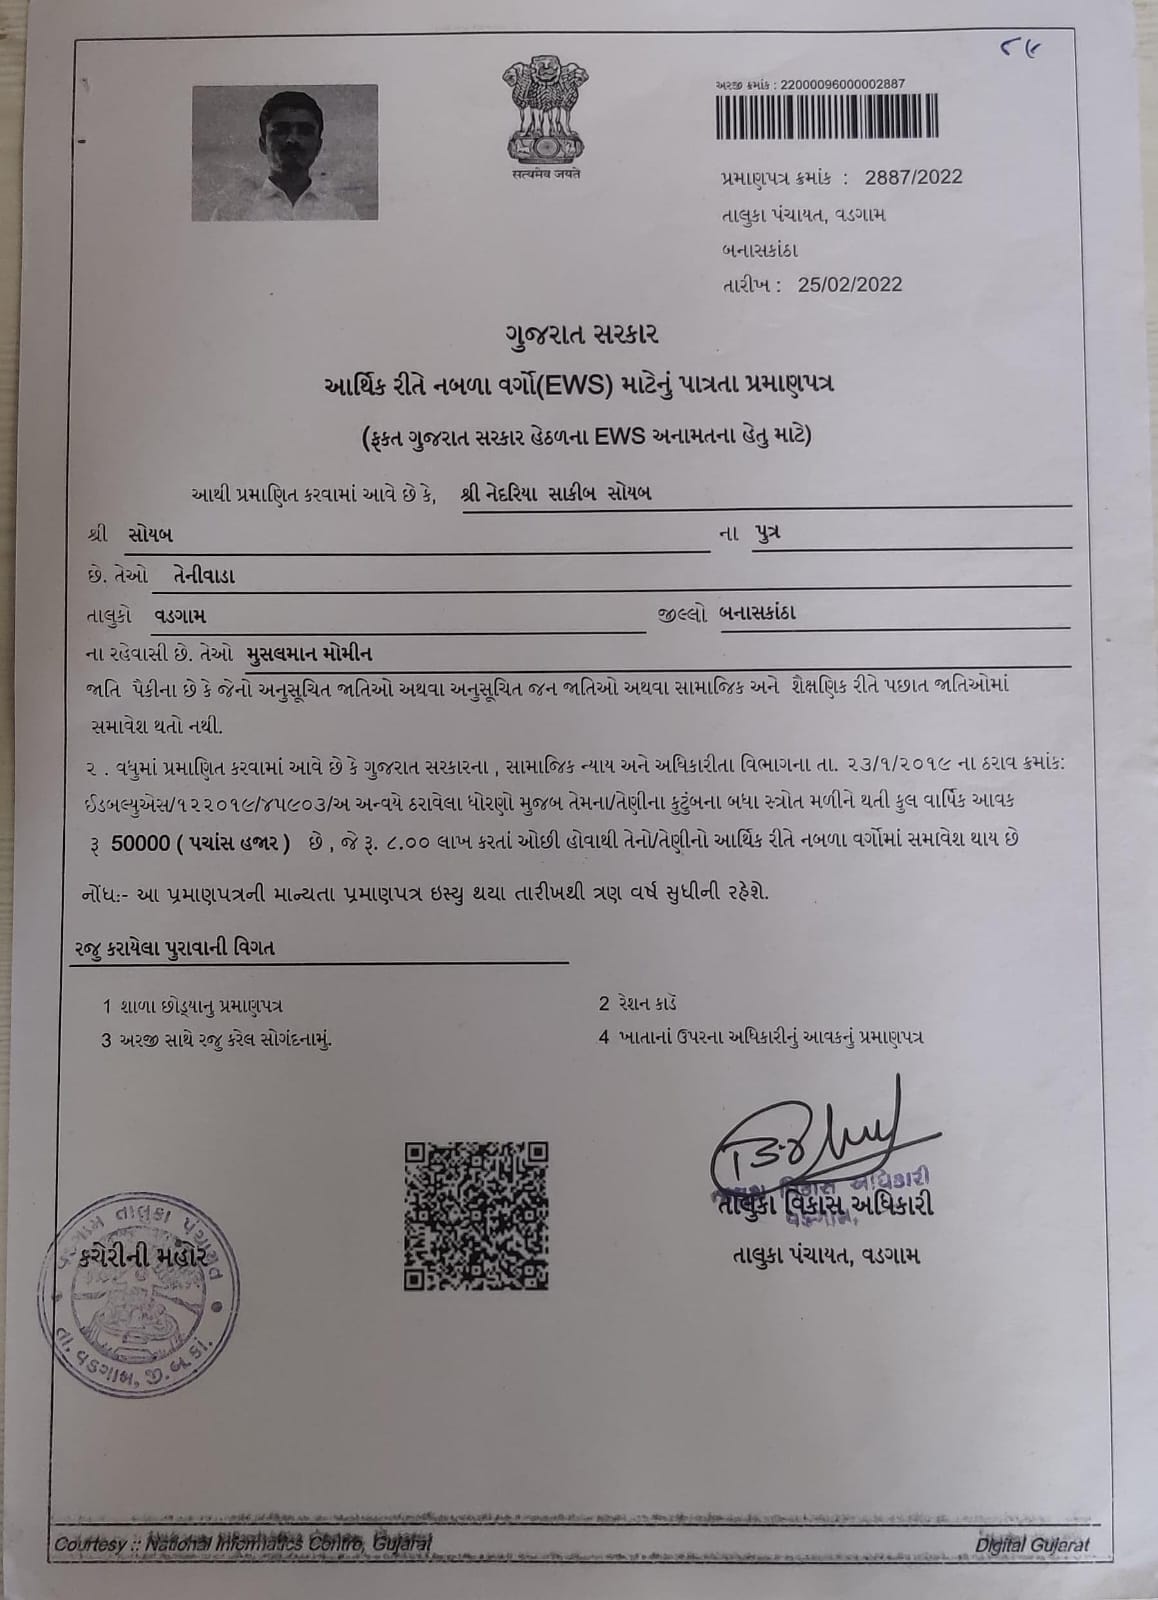 ૮૯
સત્યમેવ જયતે
અરજી ક્રમાંક : 22000096000002887
પ્રમાણપત્ર ક્રમાંક : 2887/2022
તાલુકા પંચાયત, વડગામ
બનાસકાંઠા
તારીખ : 25/02/2022
ગુજરાત સરકાર
આર્થિક રીતે નબળા વર્ગો(EWS) માટેનું પાત્રતા પ્રમાણપત્ર
(ફકત ગુજરાત સરકાર હેઠળના EWS અનામતના હેતુ માટે)
આથી પ્રમાણિત કરવામાં આવે છે કે, શ્રી નેદરિયા સાકીબ સોયબ
શ્રી સોયબ ના પુત્ર
છે. તેઓ તેનીવાડા
તાલુકો વડગામ જીલ્લો બનાસકાંઠા
ના રહેવાસી છે. તેઓ મુસલમાન મોમીન
જાતિ પૈકીના છે કે જેનો અનુસૂચિત જાતિઓ અથવા અનુસૂચિત જન જાતિઓ અથવા સામાજિક અને શૈક્ષણિક રીતે પછાત જાતિઓમાં
સમાવેશ થતો નથી.
૨ . વધુમાં પ્રમાણિત કરવામાં આવે છે કે ગુજરાત સરકારના , સામાજિક ન્યાય અને અધિકારીતા વિભાગના તા. ૨૩/૧/૨૦૧૯ ના ઠરાવ ક્રમાંક:
ઈડબલ્યુએસ/૧૨૨૦૧૯/૪૫૯૦૩/અ અન્વયે ઠરાવેલા ધોરણો મુજબ તેમના/તેણીના કુટુંબના બધા સ્ત્રોત મળીને થતી કુલ વાર્ષિક આવક
રૂ 50000 ( પચાંસ હજાર ) છે , જે રૂ. ૮.૦૦ લાખ કરતાં ઓછી હોવાથી તેનો/તેણીનો આર્થિક રીતે નબળા વર્ગોમાં સમાવેશ થાય છે
નોંધ:- આ પ્રમાણપત્રની માન્યતા પ્રમાણપત્ર ઇસ્યુ થયા તારીખથી ત્રણ વર્ષ સુધીની રહેશે.
રજુ કરાયેલા પુરાવાની વિગત
1 શાળા છોડ્યાનુ પ્રમાણપત્ર
2 રેશન કાર્ડ
3 અરજી સાથે રજુ કરેલ સોગંદનામું.
4 ખાતાનાં ઉપરના અધિકારીનું આવકનું પ્રમાણપત્ર
તાલુકા વિકાસ અધિકારી
વડગામ.
તાલુકા વિકાસ અધિકારી
તાલુકા પંચાયત, વડગામ
કચેરીની મહોર
વડગામ તાલુકા પંચાયત
તા. વડગામ, જી.બ.કાં.
Courtesy :: National Informatics Centre, Gujarat
Digital Gujarat